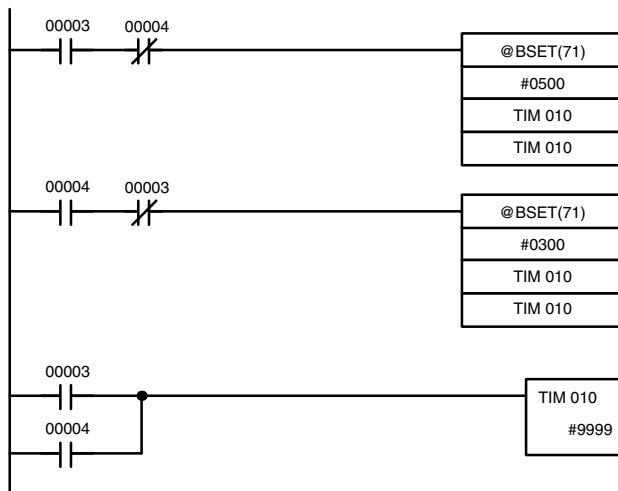 00003 00004
@BSET(71)
#0500
TIM 010
TIM 010
00004 00003
@BSET(71)
#0300
TIM 010
TIM 010
00003
TIM 010
00004
#9999